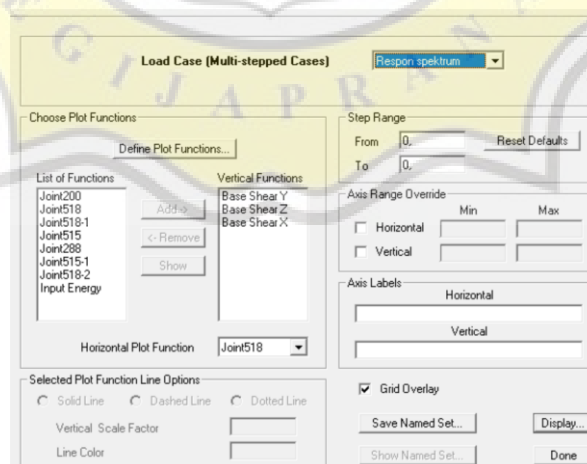 GIJAPRAN
Load Case (Multi-stepped Cases)
Respon spektrum
Choose Plot Functions
Define Plot Functions...
List of Functions
Joint200
Joint518
Joint518-1
Joint515
Joint288
Joint515-1
Joint518-2
Input Energy
Add->
<- Remove
Show
Vertical Functions
Base Shear Y
Base Shear Z
Base Shear X
Horizontal Plot Function
Joint518
Selected Plot Function Line Options
Solid Line
Dashed Line
Dotted Line
Vertical Scale Factor
Line Color
Step Range
From
0,
To
0,
Reset Defaults
Axis Range Override
Min
Max
Horizontal
Vertical
Axis Labels
Horizontal
Vertical
Grid Overlay
Save Named Set...
Display...
Show Named Set...
Done